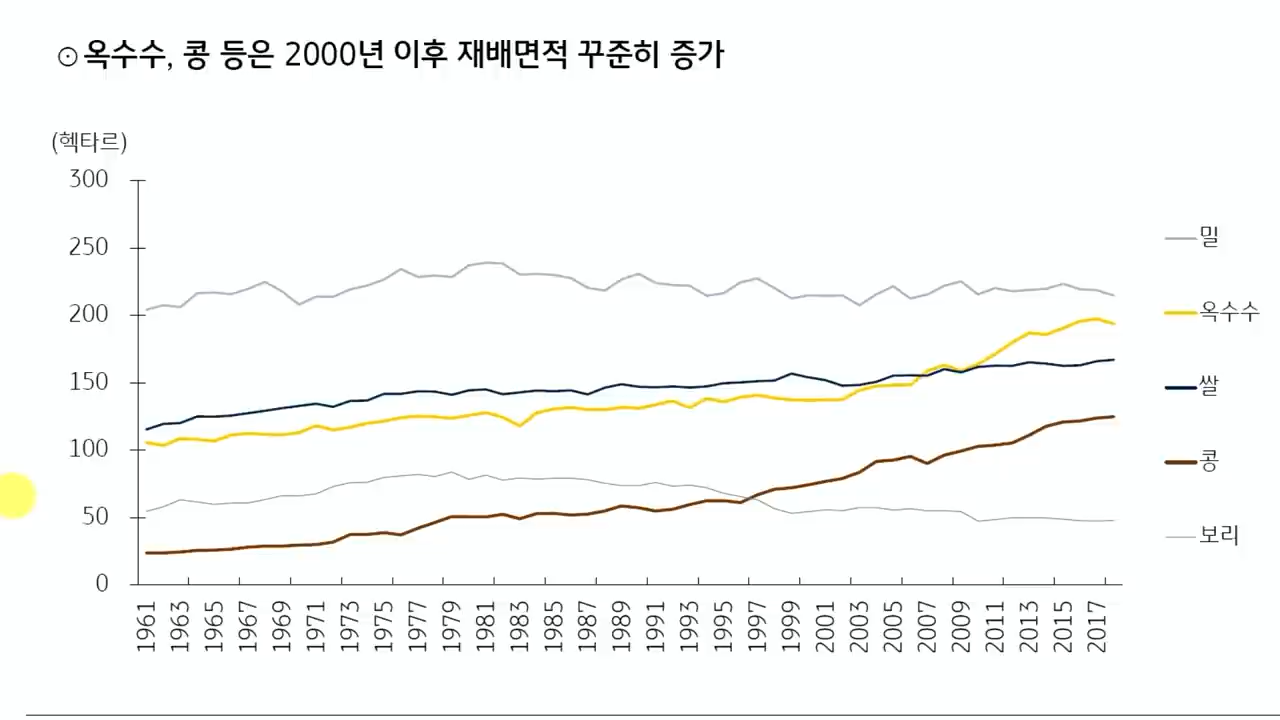 ⊙옥수수, 콩 등은 2000년 이후 재배면적 꾸준히 증가
(헥타르)
300
250
200
150
100
50
0
밀
옥수수
쌀
콩
보리
1961 1963 1965 1967 1969 1971 1973 1975 1977 1979 1981 1983 1985 1987 1989 1991 1993 1995 1997 1999 2001 2003 2005 2007 2009 2011 2013 2015 2017